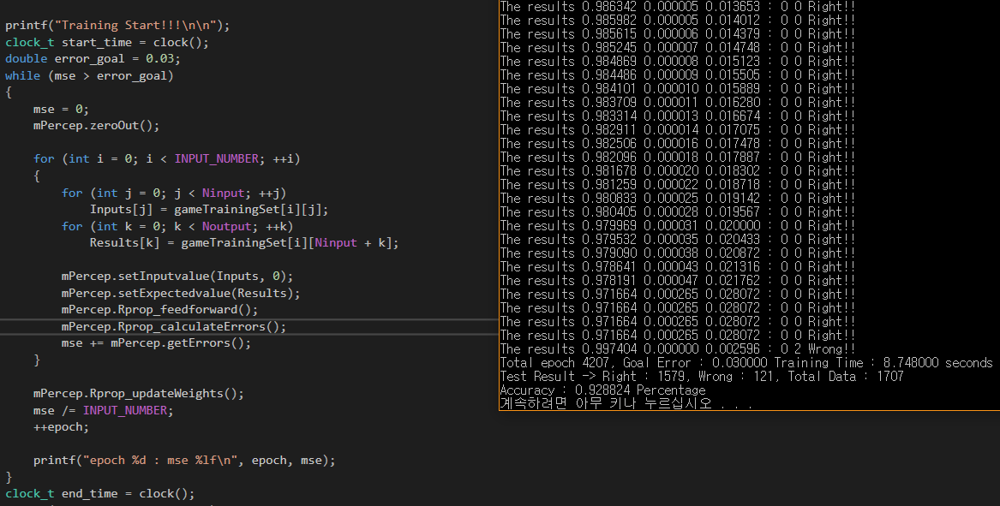 printf("Training Start!!!\n\n");
clock_t start_time = clock();
double error_goal = 0.03;
while (mse > error_goal)
{
    mse = 0;
    mPercep.zeroOut();
    for (int i = 0; i < INPUT_NUMBER; ++i)
    {
        for (int j = 0; j < Ninput; ++j)
            Inputs[j] = gameTrainingSet[i][j];
        for (int k = 0; k < Noutput; ++k)
            Results[k] = gameTrainingSet[i][Ninput + k];
        mPercep.setInputvalue(Inputs, 0);
        mPercep.setExpectedvalue(Results);
        mPercep.Rprop_feedforward();
        mPercep.Rprop_calculateErrors();
        mse += mPercep.getErrors();
    }
    mPercep.Rprop_updateWeights();
    mse /= INPUT_NUMBER;
    ++epoch;
    printf("epoch %d : mse %lf\n", epoch, mse);
}
clock_t end_time = clock();
The results 0.986342 0.000005 0.013653 : 0 0 Right!!
The results 0.985982 0.000005 0.014012 : 0 0 Right!!
The results 0.985615 0.000006 0.014379 : 0 0 Right!!
The results 0.985245 0.000007 0.014748 : 0 0 Right!!
The results 0.984869 0.000008 0.015123 : 0 0 Right!!
The results 0.984486 0.000009 0.015505 : 0 0 Right!!
The results 0.984101 0.000010 0.015889 : 0 0 Right!!
The results 0.983709 0.000011 0.016280 : 0 0 Right!!
The results 0.983314 0.000013 0.016674 : 0 0 Right!!
The results 0.982911 0.000014 0.017075 : 0 0 Right!!
The results 0.982506 0.000016 0.017478 : 0 0 Right!!
The results 0.982096 0.000018 0.017887 : 0 0 Right!!
The results 0.981678 0.000020 0.018302 : 0 0 Right!!
The results 0.981259 0.000022 0.018718 : 0 0 Right!!
The results 0.980833 0.000025 0.019142 : 0 0 Right!!
The results 0.980405 0.000028 0.019567 : 0 0 Right!!
The results 0.979969 0.000031 0.020000 : 0 0 Right!!
The results 0.979532 0.000035 0.020433 : 0 0 Right!!
The results 0.979090 0.000038 0.020872 : 0 0 Right!!
The results 0.978641 0.000043 0.021316 : 0 0 Right!!
The results 0.978191 0.000047 0.021762 : 0 0 Right!!
The results 0.971664 0.000265 0.028072 : 0 0 Right!!
The results 0.971664 0.000265 0.028072 : 0 0 Right!!
The results 0.971664 0.000265 0.028072 : 0 0 Right!!
The results 0.971664 0.000265 0.028072 : 0 0 Right!!
The results 0.997404 0.000000 0.002596 : 0 2 Wrong!!
Total epoch 4207, Goal Error : 0.030000 Training Time : 8.748000 seconds
Test Result -> Right : 1579, Wrong : 121, Total Data : 1707
Accuracy : 0.928824 Percentage
계속하려면 아무 키나 누르십시오 . . .